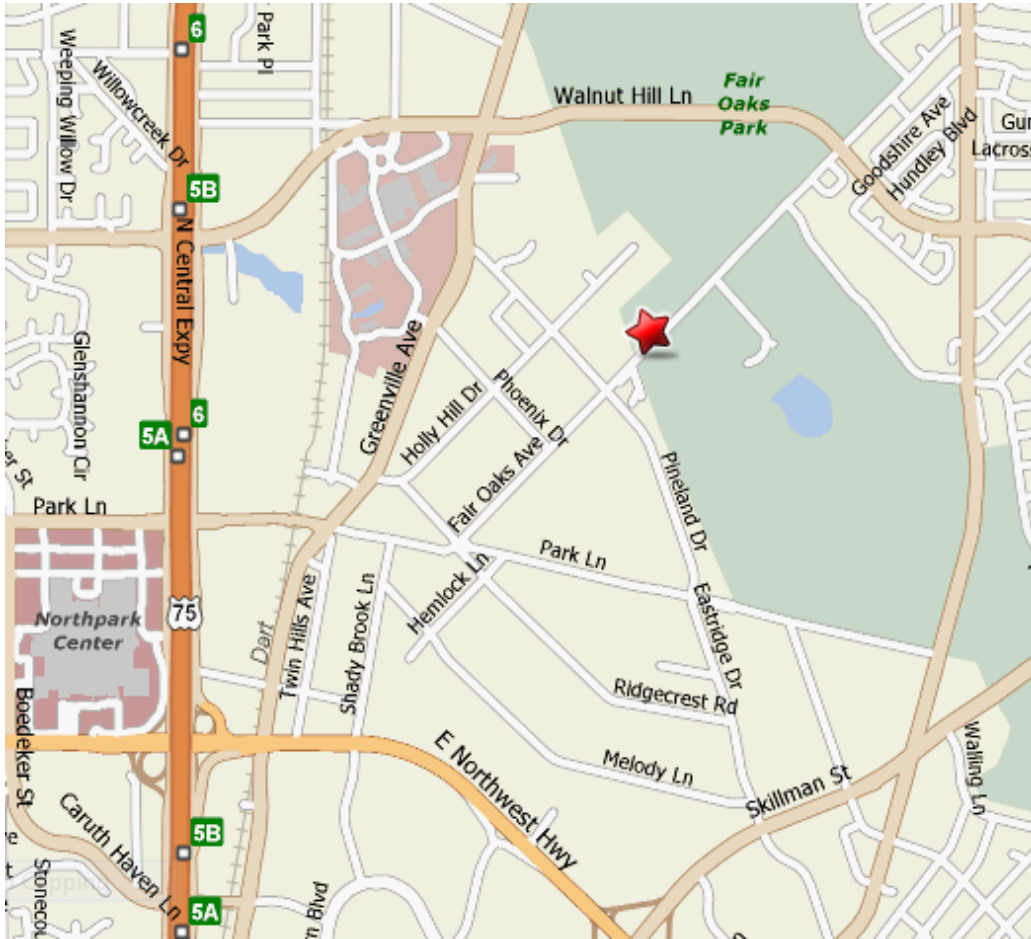 6
Park Pl
Weeping Willow Dr
Willowcreek Dr
Walnut Hill Ln
Fair
Oaks
Park
Goodshire Ave
Hundley Blvd
Lacross
5B
N Central Expy
Glenshannon Cir
Greenville Ave
Holly Hill Dr
Phoenix Dr
6
5A
Fair Oaks Ave
Pineland Dr
Park Ln
Park Ln
Hemlock Ln
Eastridge Dr
75
Northpark
Center
Dart
Twin Hills Ave
Shady Brook Ln
Boedeker St
Ridgecrest Rd
E Northwest Hwy
Melody Ln
Skillman St
Walling Ln
Caruth Haven Ln
5B
5A